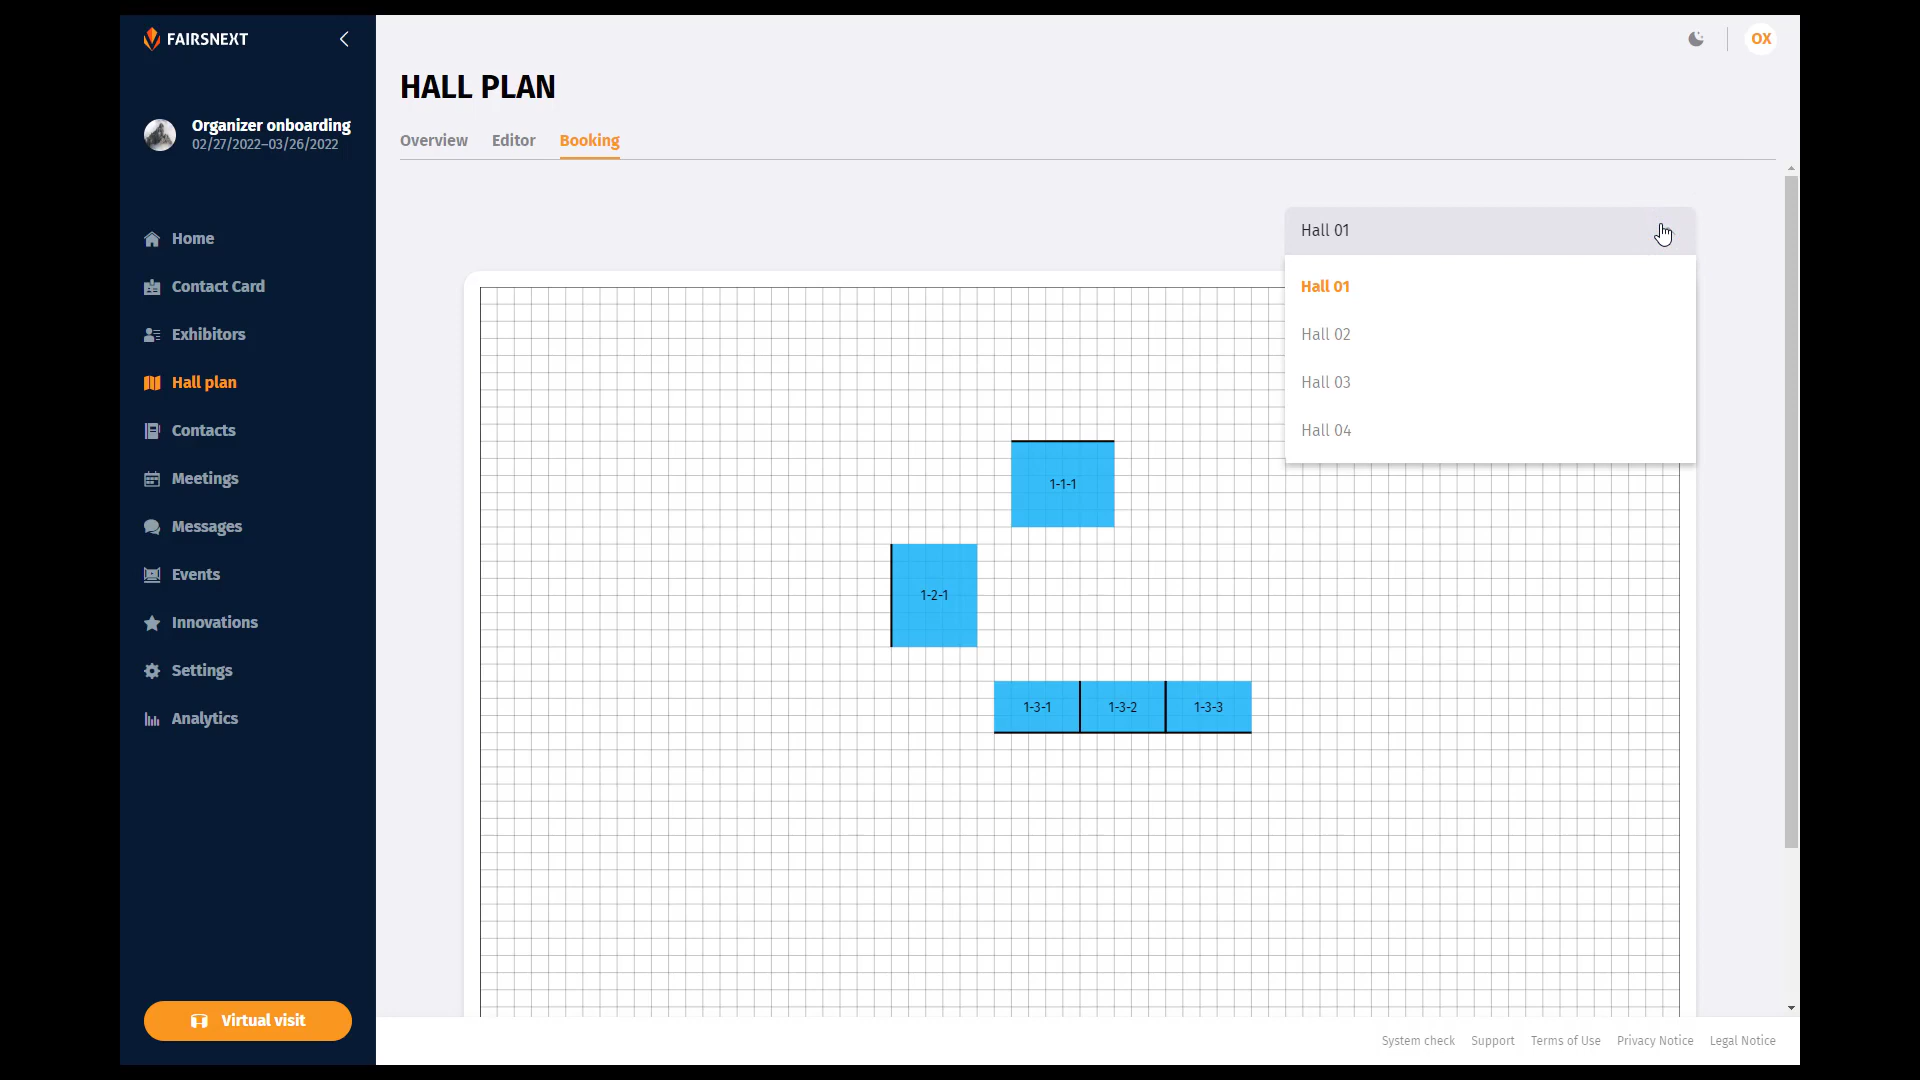 FAIRSNEXT
OX
HALL PLAN
Organizer onboarding
02/27/2022–03/26/2022
Overview
Editor
Booking
Hall 01
Home
Contact Card
Exhibitors
Hall plan
Contacts
Meetings
Messages
Events
Innovations
Settings
Analytics
Hall 01
Hall 02
Hall 03
Hall 04
1-1-1
1-2-1
1-3-1
1-3-2
1-3-3
Virtual visit
System check
Support
Terms of Use
Privacy Notice
Legal Notice